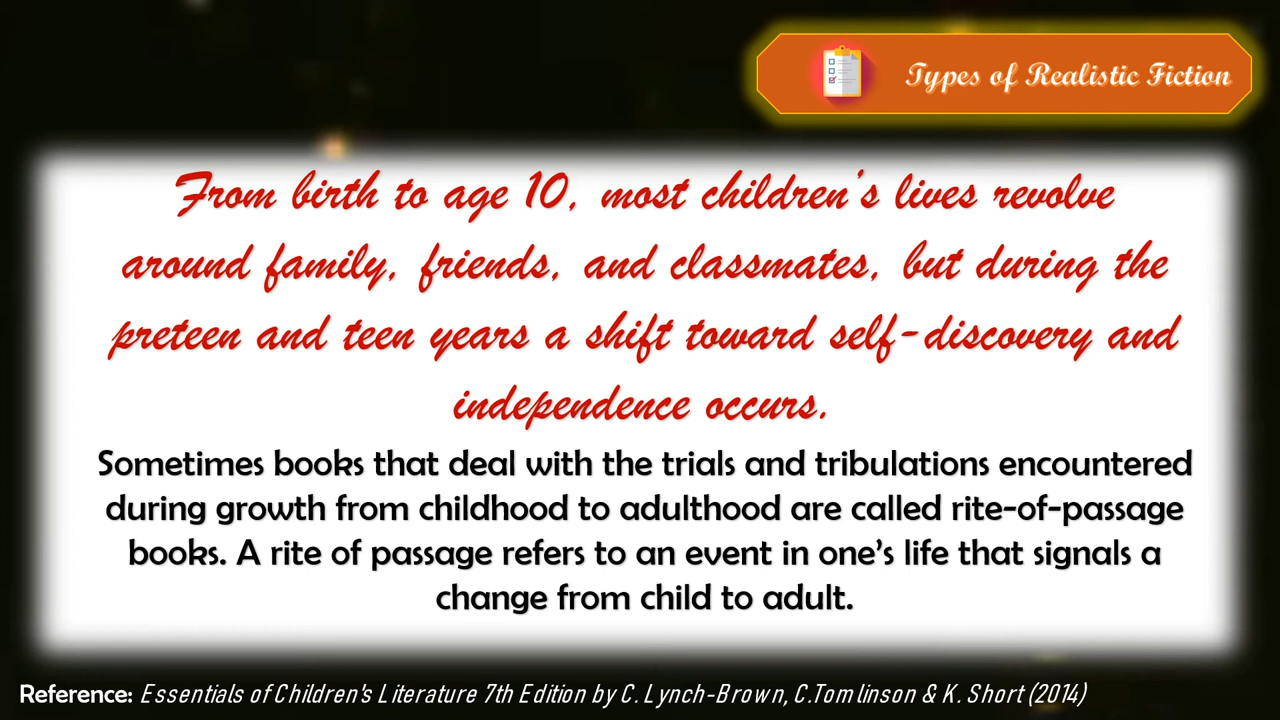 Types of Realistic Fiction
From birth to age 10, most children's lives revolve
around family, friends, and classmates, but during the
preteen and teen years a shift toward self-discovery and
independence occurs.
Sometimes books that deal with the trials and tribulations encountered
during growth from childhood to adulthood are called rite-of-passage
books. A rite of passage refers to an event in one's life that signals a
change from child to adult.
Reference: Essentials of Children's Literature 7th Edition by C. Lynch-Brown, C.Tomlinson & K. Short (2014)